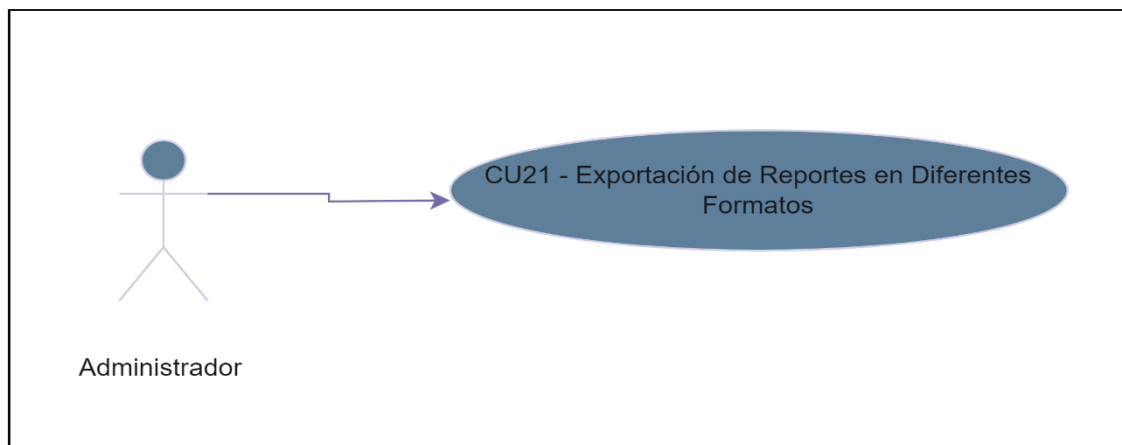 CU21 - Exportación de Reportes en Diferentes
Formatos
Administrador